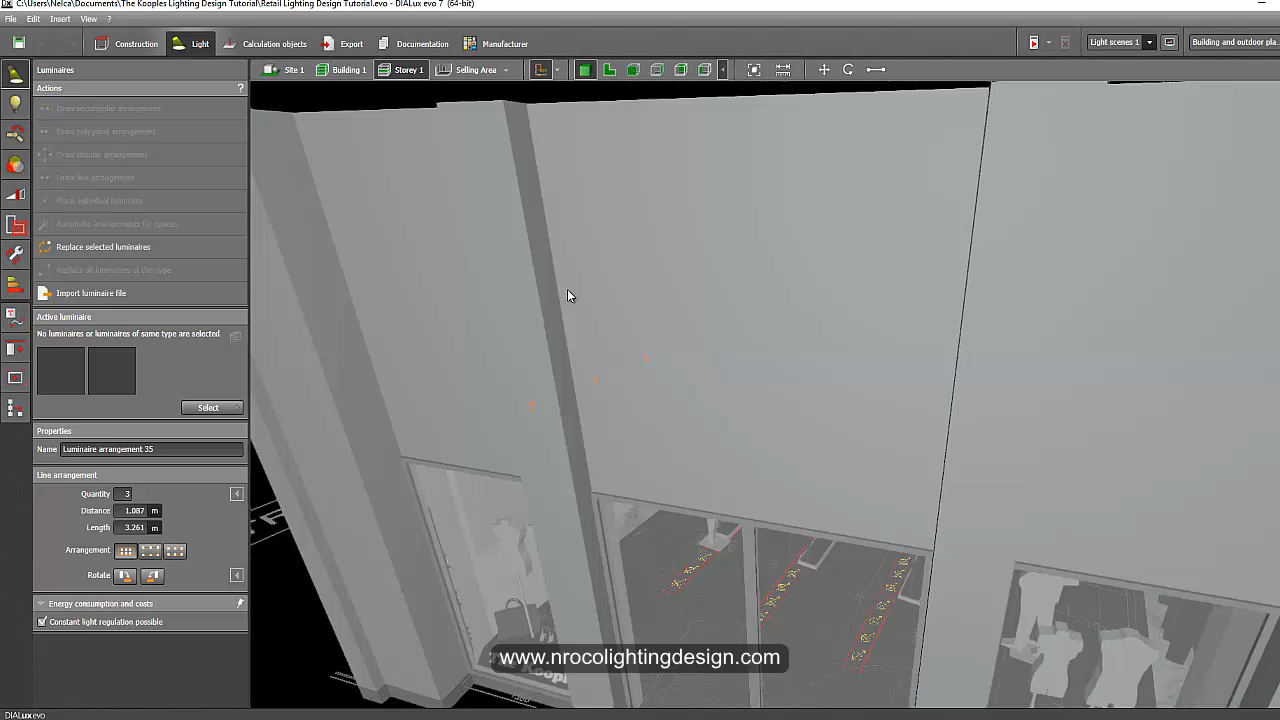 C:\Users\Nelca\Documents\The Kooples Lighting Design Tutorial\Retail Lighting Design Tutorial.evo - DIALux evo 7 (64-bit)
File Edit Insert View ?
Construction Light Calculation objects Export Documentation Manufacturer Light scenes 1 Building and outdoor pla
Luminaires Site 1 Building 1 Storey 1 Selling Area
Actions ?
Draw rectangular arrangement
Draw polygonal arrangement
Draw circular arrangement
Draw line arrangement
Place individual luminaire
Automatic arrangements for spaces
Replace selected luminaires
Replace all luminaires of this type
Import luminaire file
Active luminaire
No luminaires or luminaires of same type are selected
Select
Properties
Name Luminaire arrangement 35
Line arrangement
Quantity 3
Distance 1.087 m
Length 3.261 m
Arrangement
Rotate
Energy consumption and costs
Constant light regulation possible
www.nrocolightingdesign.com
DIALux evo